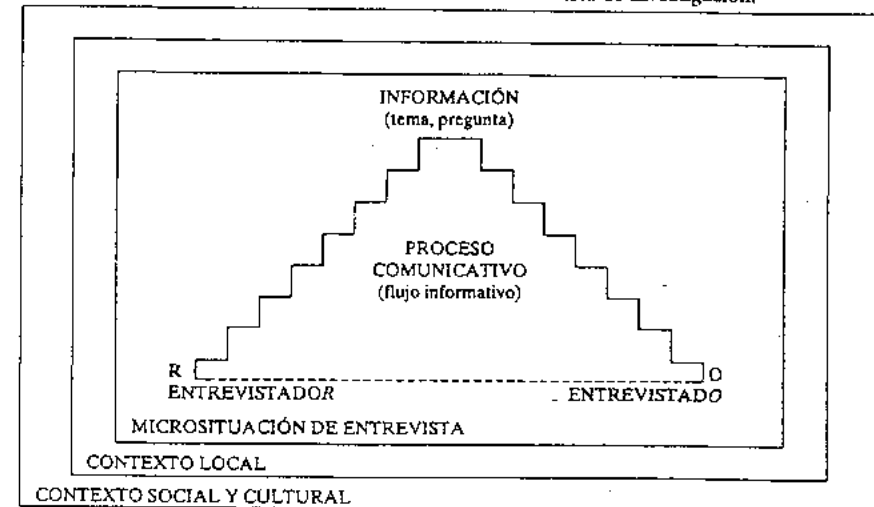 INFORMACIÓN
(tema, pregunta)
PROCESO
COMUNICATIVO
(flujo informativo)
R
O
ENTREVISTADOR
ENTREVISTADO
MICROSITUACIÓN DE ENTREVISTA
CONTEXTO LOCAL
CONTEXTO SOCIAL Y CULTURAL